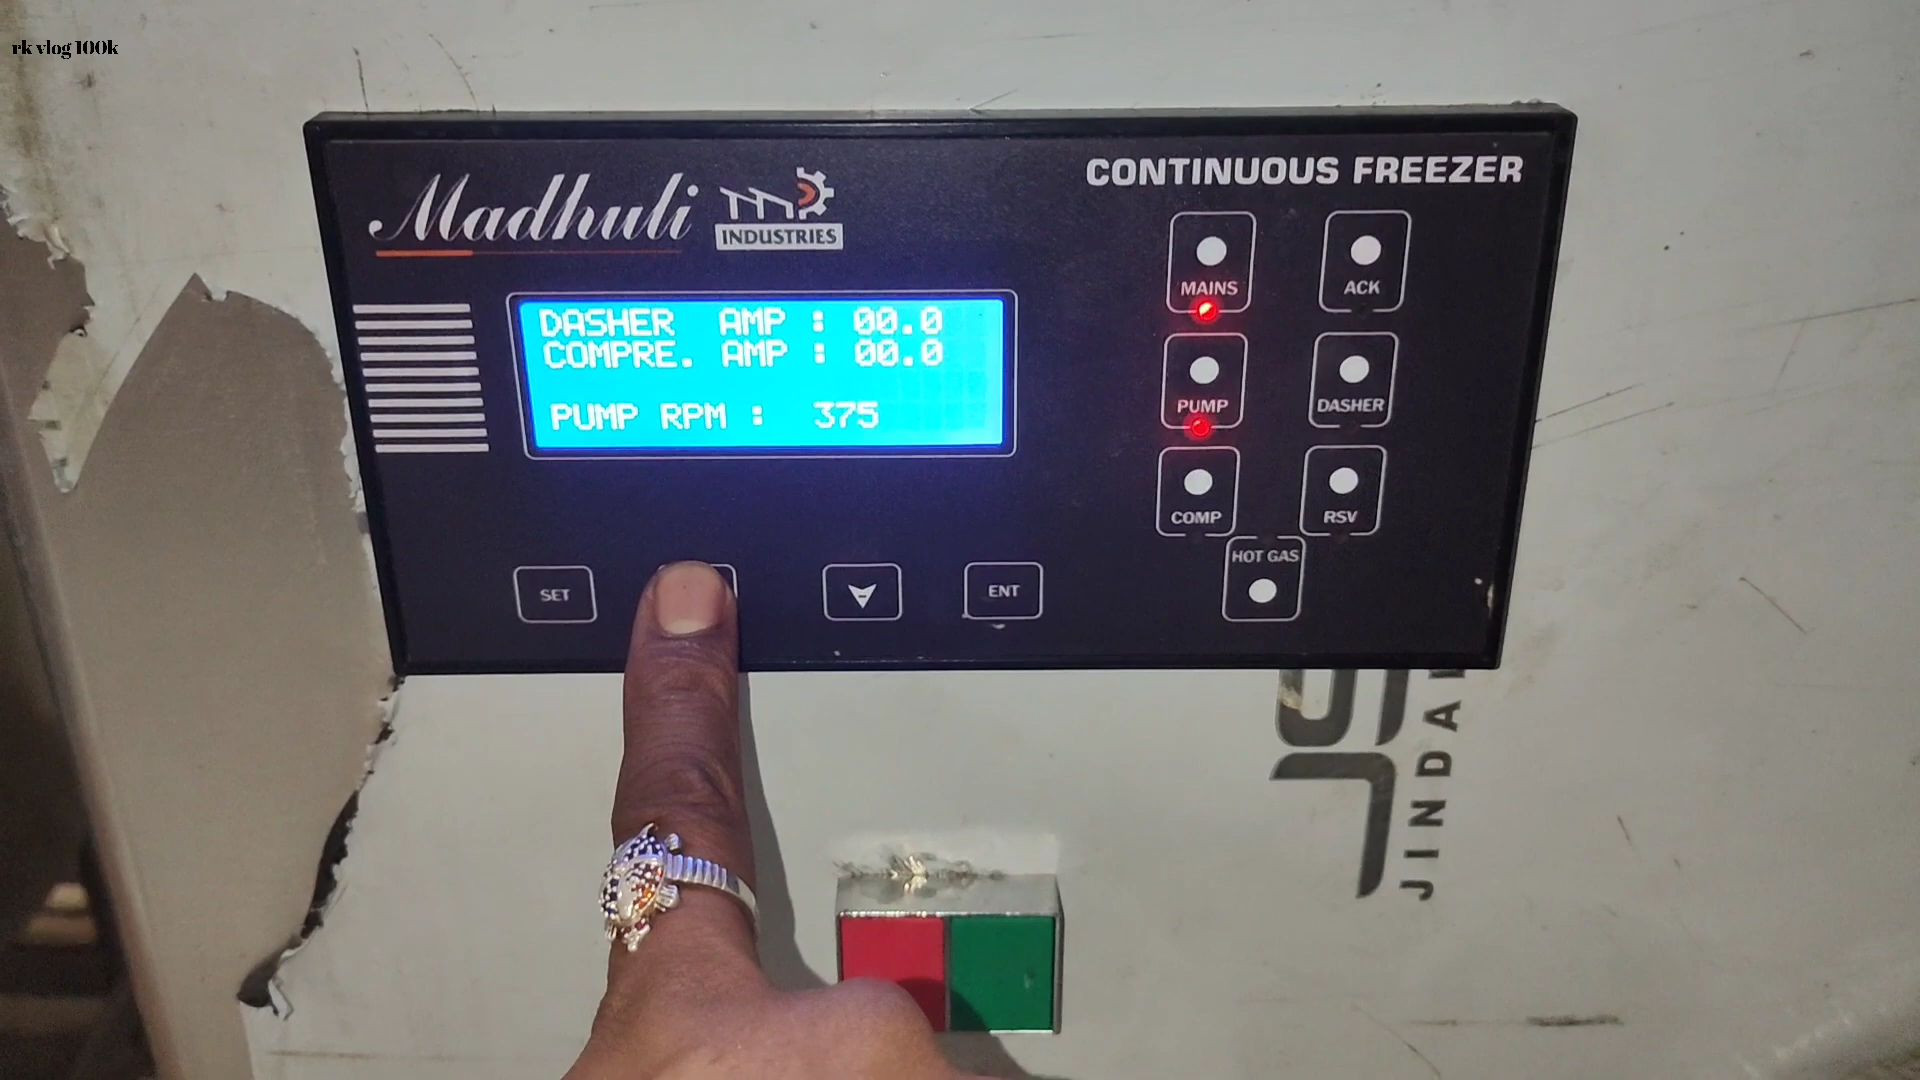 rk vlog 100k
Madhuli
INDUSTRIES
CONTINUOUS FREEZER
DASHER AMP : 00.0
COMPRE. AMP : 00.0
PUMP RPM : 375
MAINS
ACK
PUMP
DASHER
COMP
RSV
HOT GAS
SET
ENT